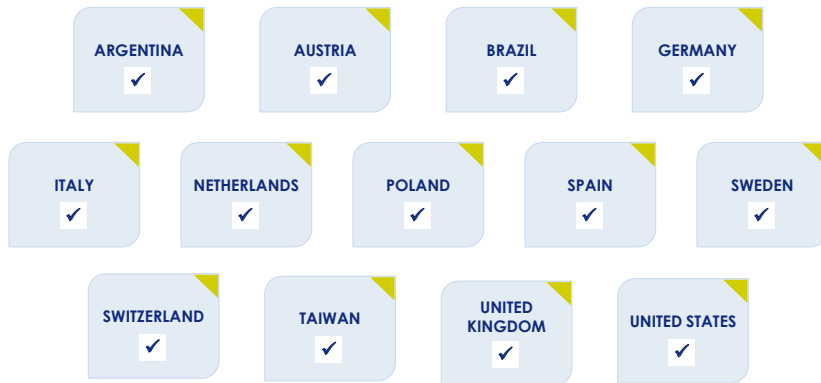 ARGENTINA
AUSTRIA
BRAZIL
GERMANY
ITALY
NETHERLANDS
POLAND
SPAIN
SWEDEN
SWITZERLAND
TAIWAN
UNITED
KINGDOM
UNITED STATES